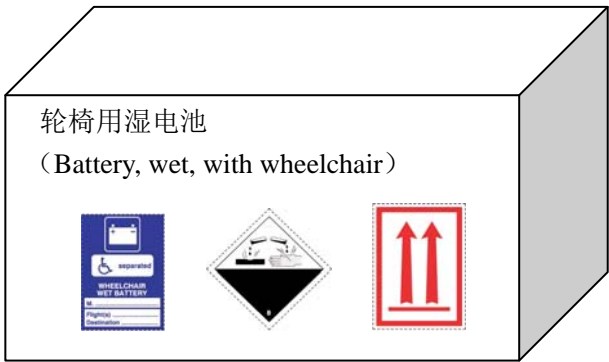 轮椅用湿电池
（Battery, wet, with wheelchair）
separated
WHEELCHAIR
WET BATTERY
M.
Flight(s)
Destination
8